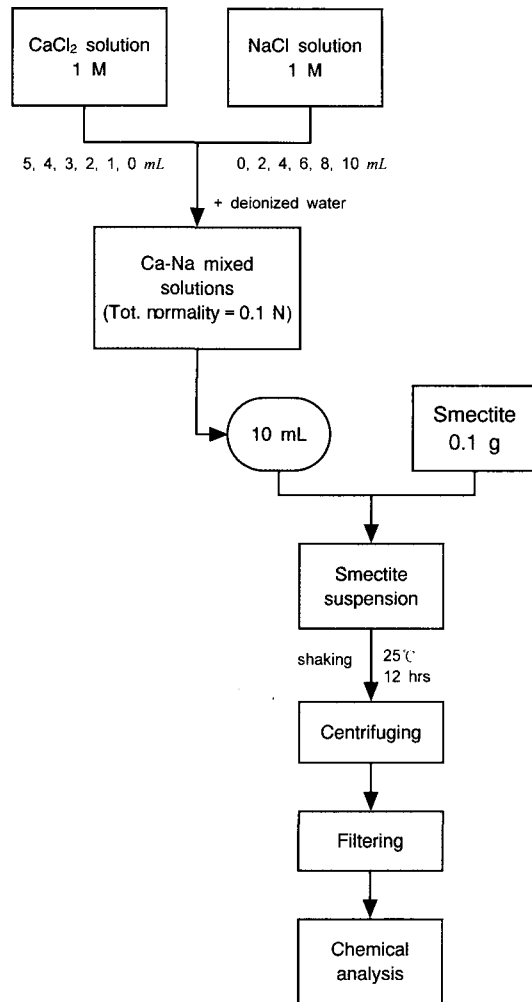 CaCl₂ solution
1 M
NaCl solution
1 M
5, 4, 3, 2, 1, 0 mL
0, 2, 4, 6, 8, 10 mL
+ deionized water
Ca-Na mixed
solutions
(Tot. normality = 0.1 N)
10 mL
Smectite
0.1 g
Smectite
suspension
shaking
25℃
12 hrs
Centrifuging
Filtering
Chemical
analysis